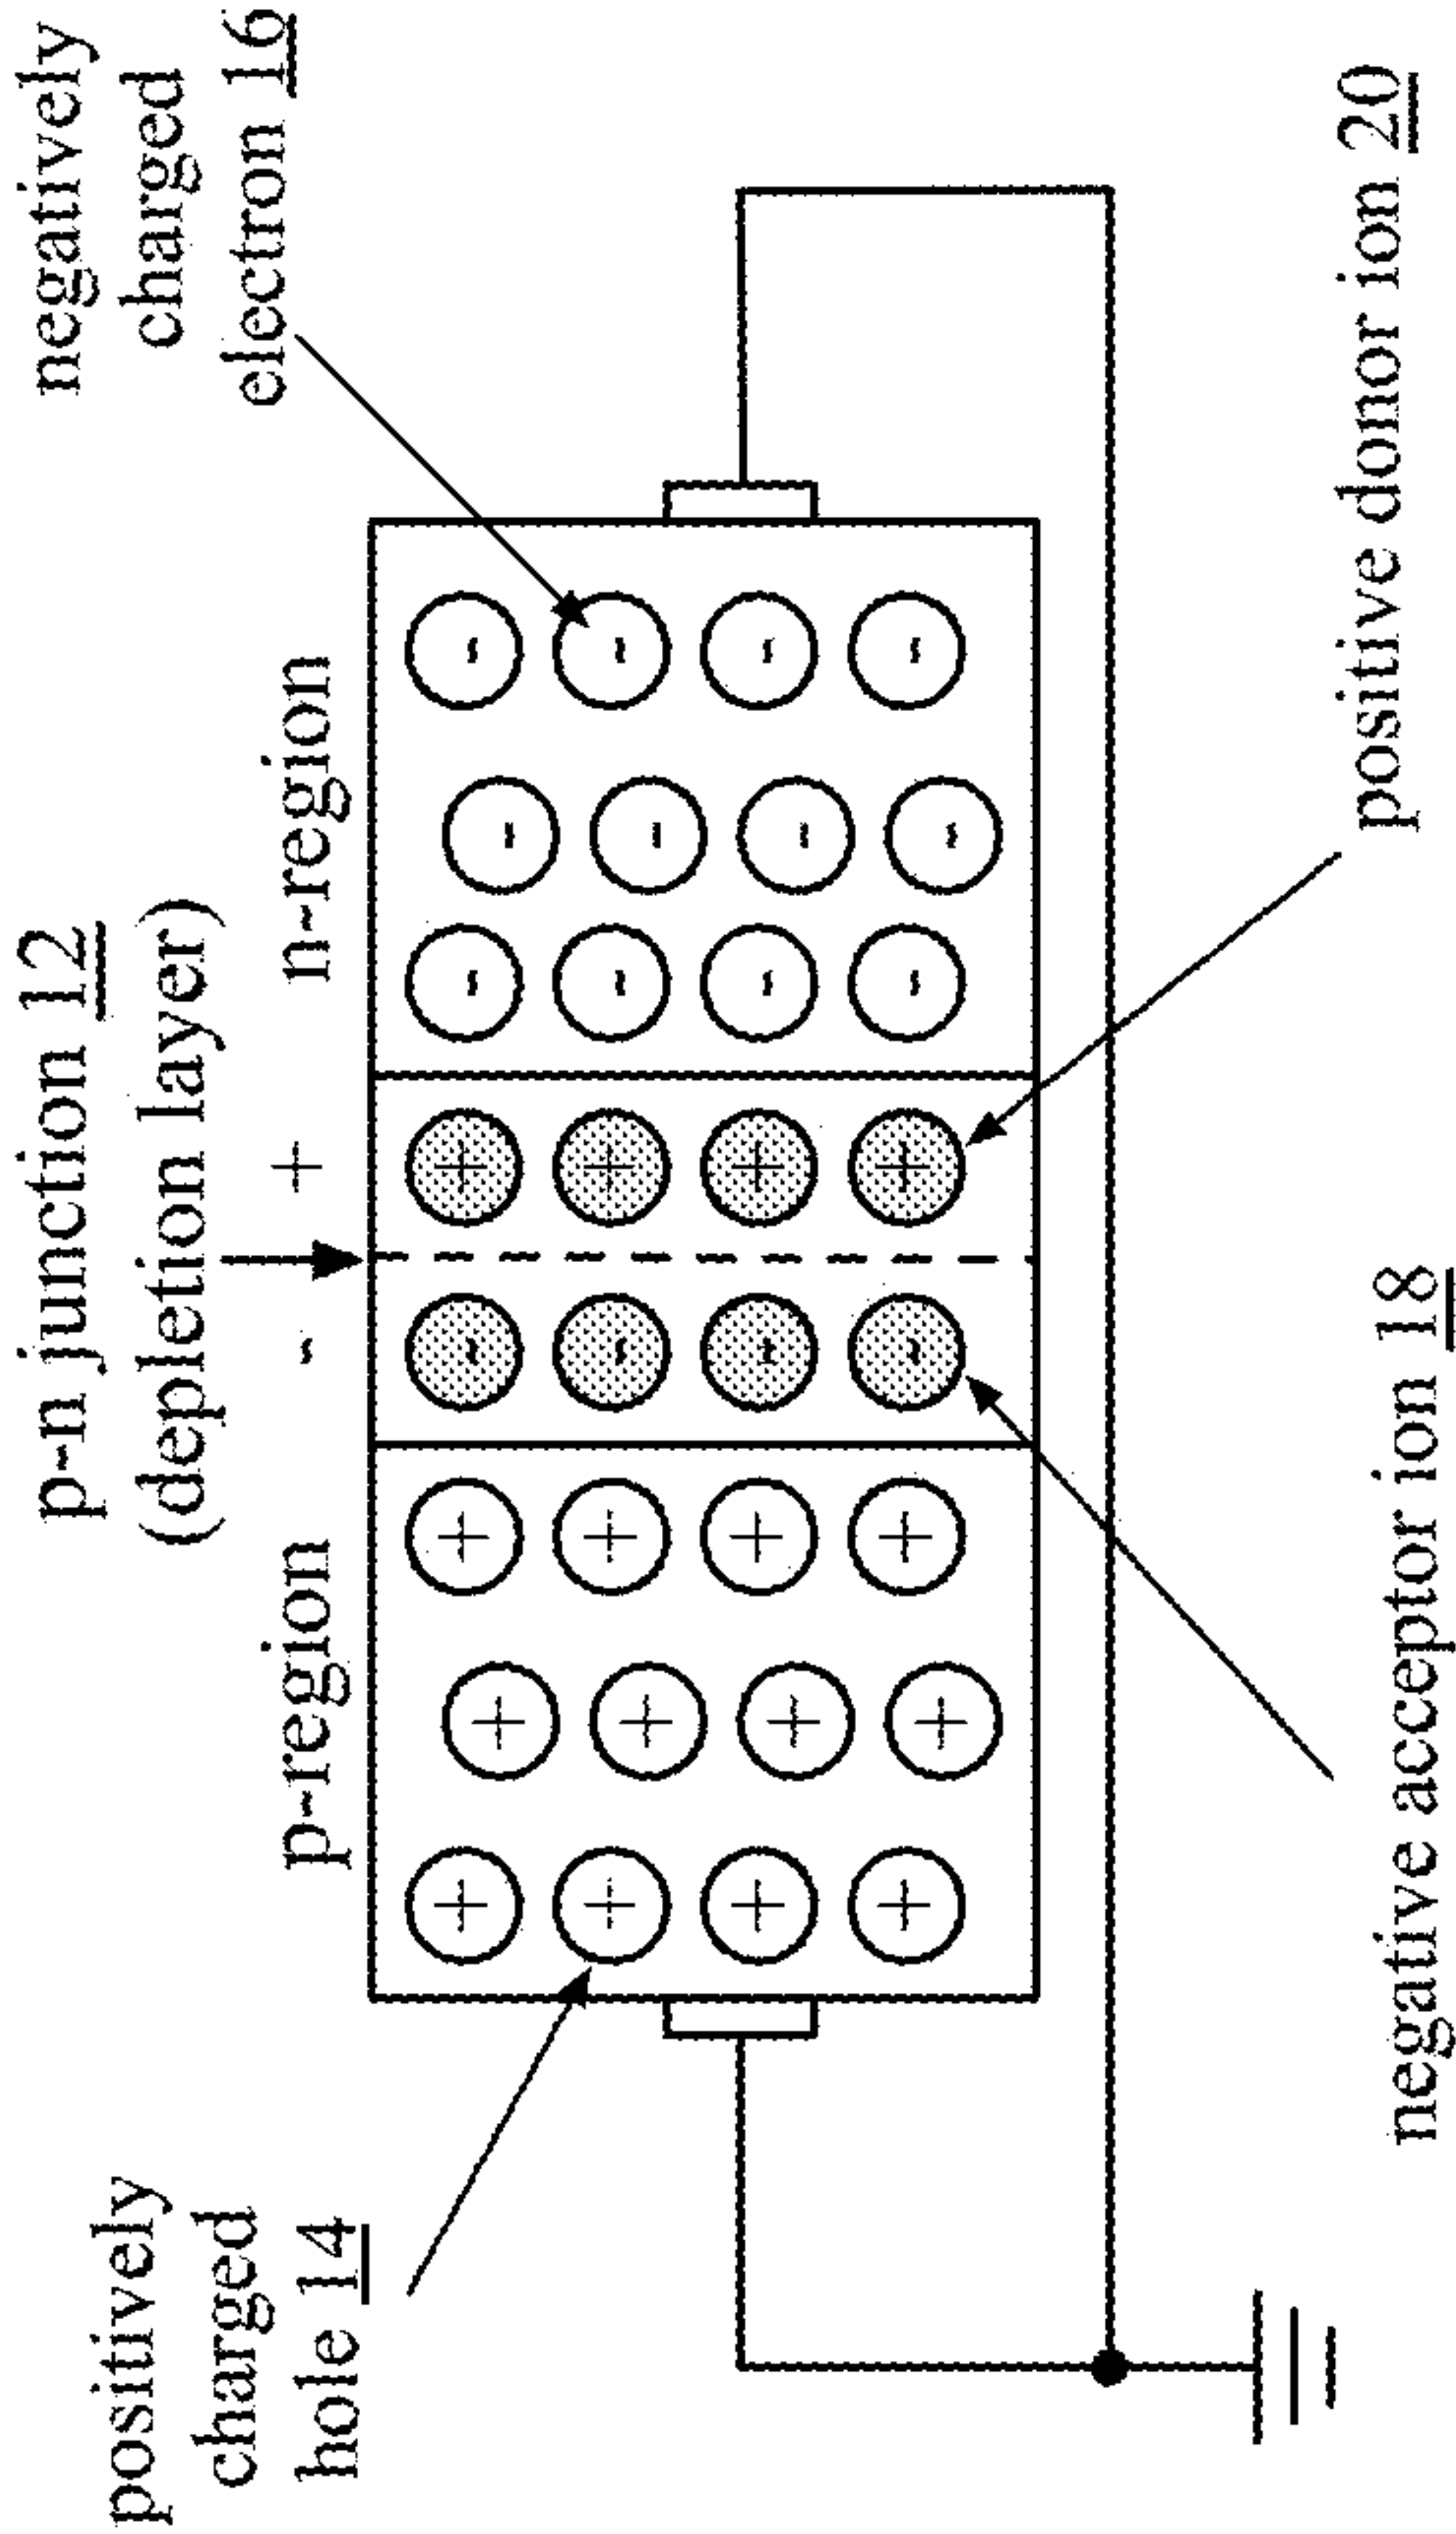 p-n junction 12
(depletion layer)
positively
charged
hole 14
p-region
- +
n-region
negatively
charged
electron 16
- - - -
- - - -
- - - -
+ + + +
- - - -
+ + + +
+ + + +
+ + + +
negative acceptor ion 18
positive donor ion 20